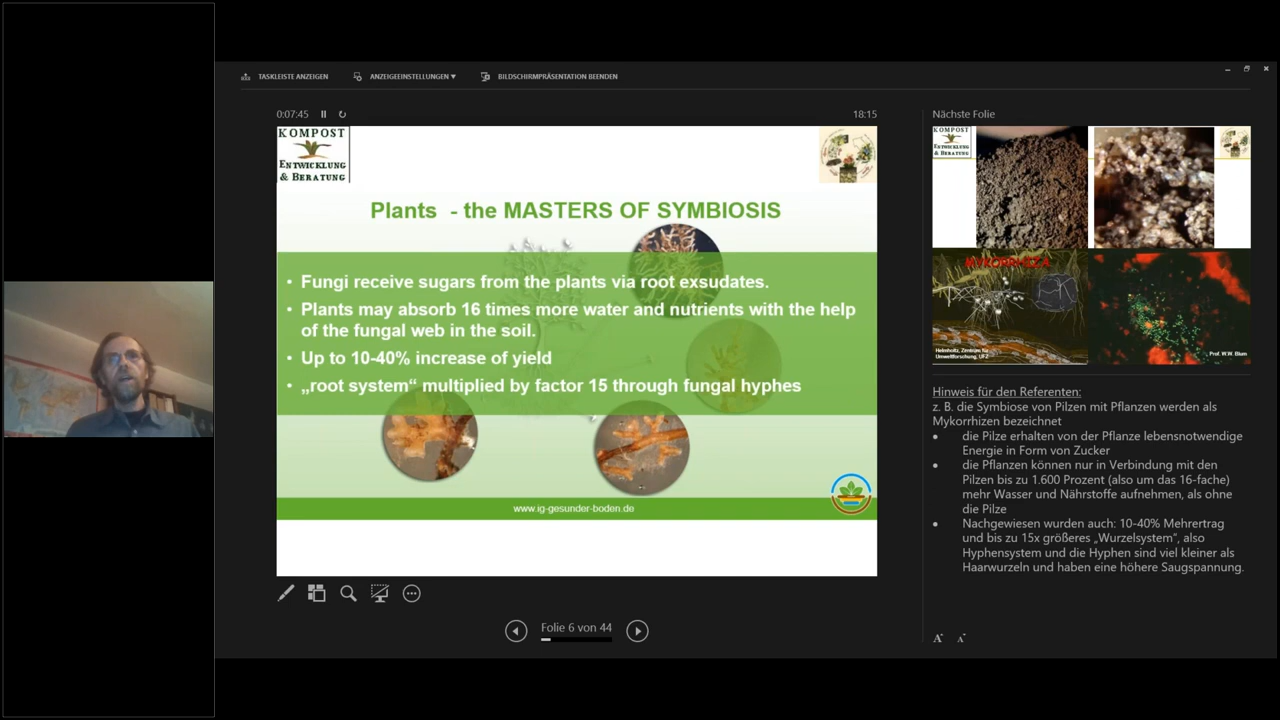 TASKLEISTE ANZEIGEN
ANZEIGEEINSTELLUNGEN ▼
BILDSCHIRMPRÄSENTATION BEENDEN
0:07:45
18:15
KOMPOST
ENTWICKLUNG
& BERATUNG
Plants - the MASTERS OF SYMBIOSIS
• Fungi receive sugars from the plants via root exsudates.
• Plants may absorb 16 times more water and nutrients with the help
of the fungal web in the soil.
• Up to 10-40% increase of yield
• „root system“ multiplied by factor 15 through fungal hyphes
www.ig-gesunder-boden.de
Folie 6 von 44
Nächste Folie
KOMPOST
ENTWICKLUNG
& BERATUNG
MYKORRHIZA
Helmholtz, Zentrum für
Umweltforschung, UFZ
Prof. W.W. Blum
Hinweis für den Referenten:
z. B. die Symbiose von Pilzen mit Pflanzen werden als
Mykorrhizen bezeichnet
• die Pilze erhalten von der Pflanze lebensnotwendige
Energie in Form von Zucker
• die Pflanzen können nur in Verbindung mit den
Pilzen bis zu 1.600 Prozent (also um das 16-fache)
mehr Wasser und Nährstoffe aufnehmen, als ohne
die Pilze
• Nachgewiesen wurden auch: 10-40% Mehrertrag
und bis zu 15x größeres „Wurzelsystem“, also
Hyphensystem und die Hyphen sind viel kleiner als
Haarwurzeln und haben eine höhere Saugspannung.
A A